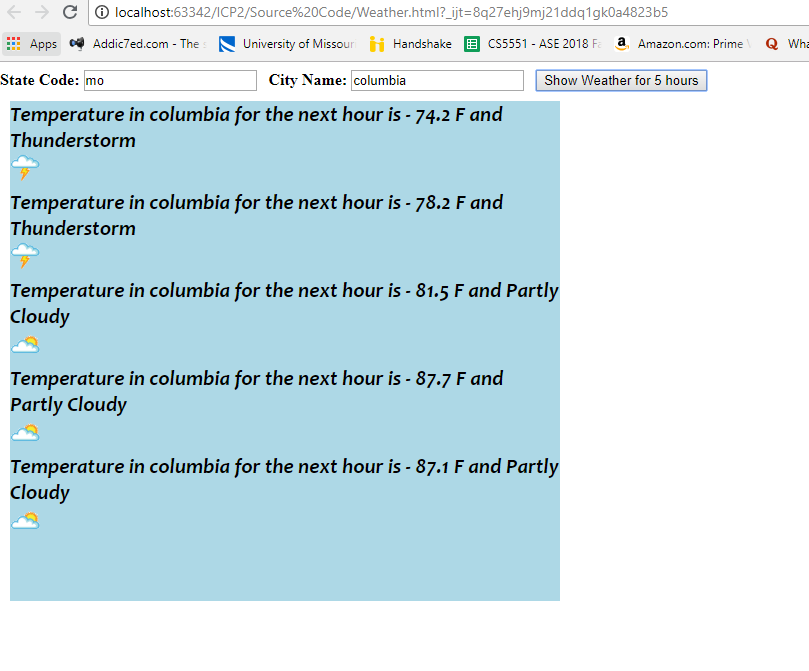 localhost:63342/ICP2/Source%20Code/Weather.html?_ijt=8q27ehj9mj21ddq1gk0a4823b5
Apps Addic7ed.com - The University of Missour Handshake CS5551 - ASE 2018 Fa Amazon.com: Prime Wha
State Code: mo City Name: columbia Show Weather for 5 hours
Temperature in columbia for the next hour is - 74.2 F and
Thunderstorm
Temperature in columbia for the next hour is - 78.2 F and
Thunderstorm
Temperature in columbia for the next hour is - 81.5 F and Partly
Cloudy
Temperature in columbia for the next hour is - 87.7 F and
Partly Cloudy
Temperature in columbia for the next hour is - 87.1 F and Partly
Cloudy